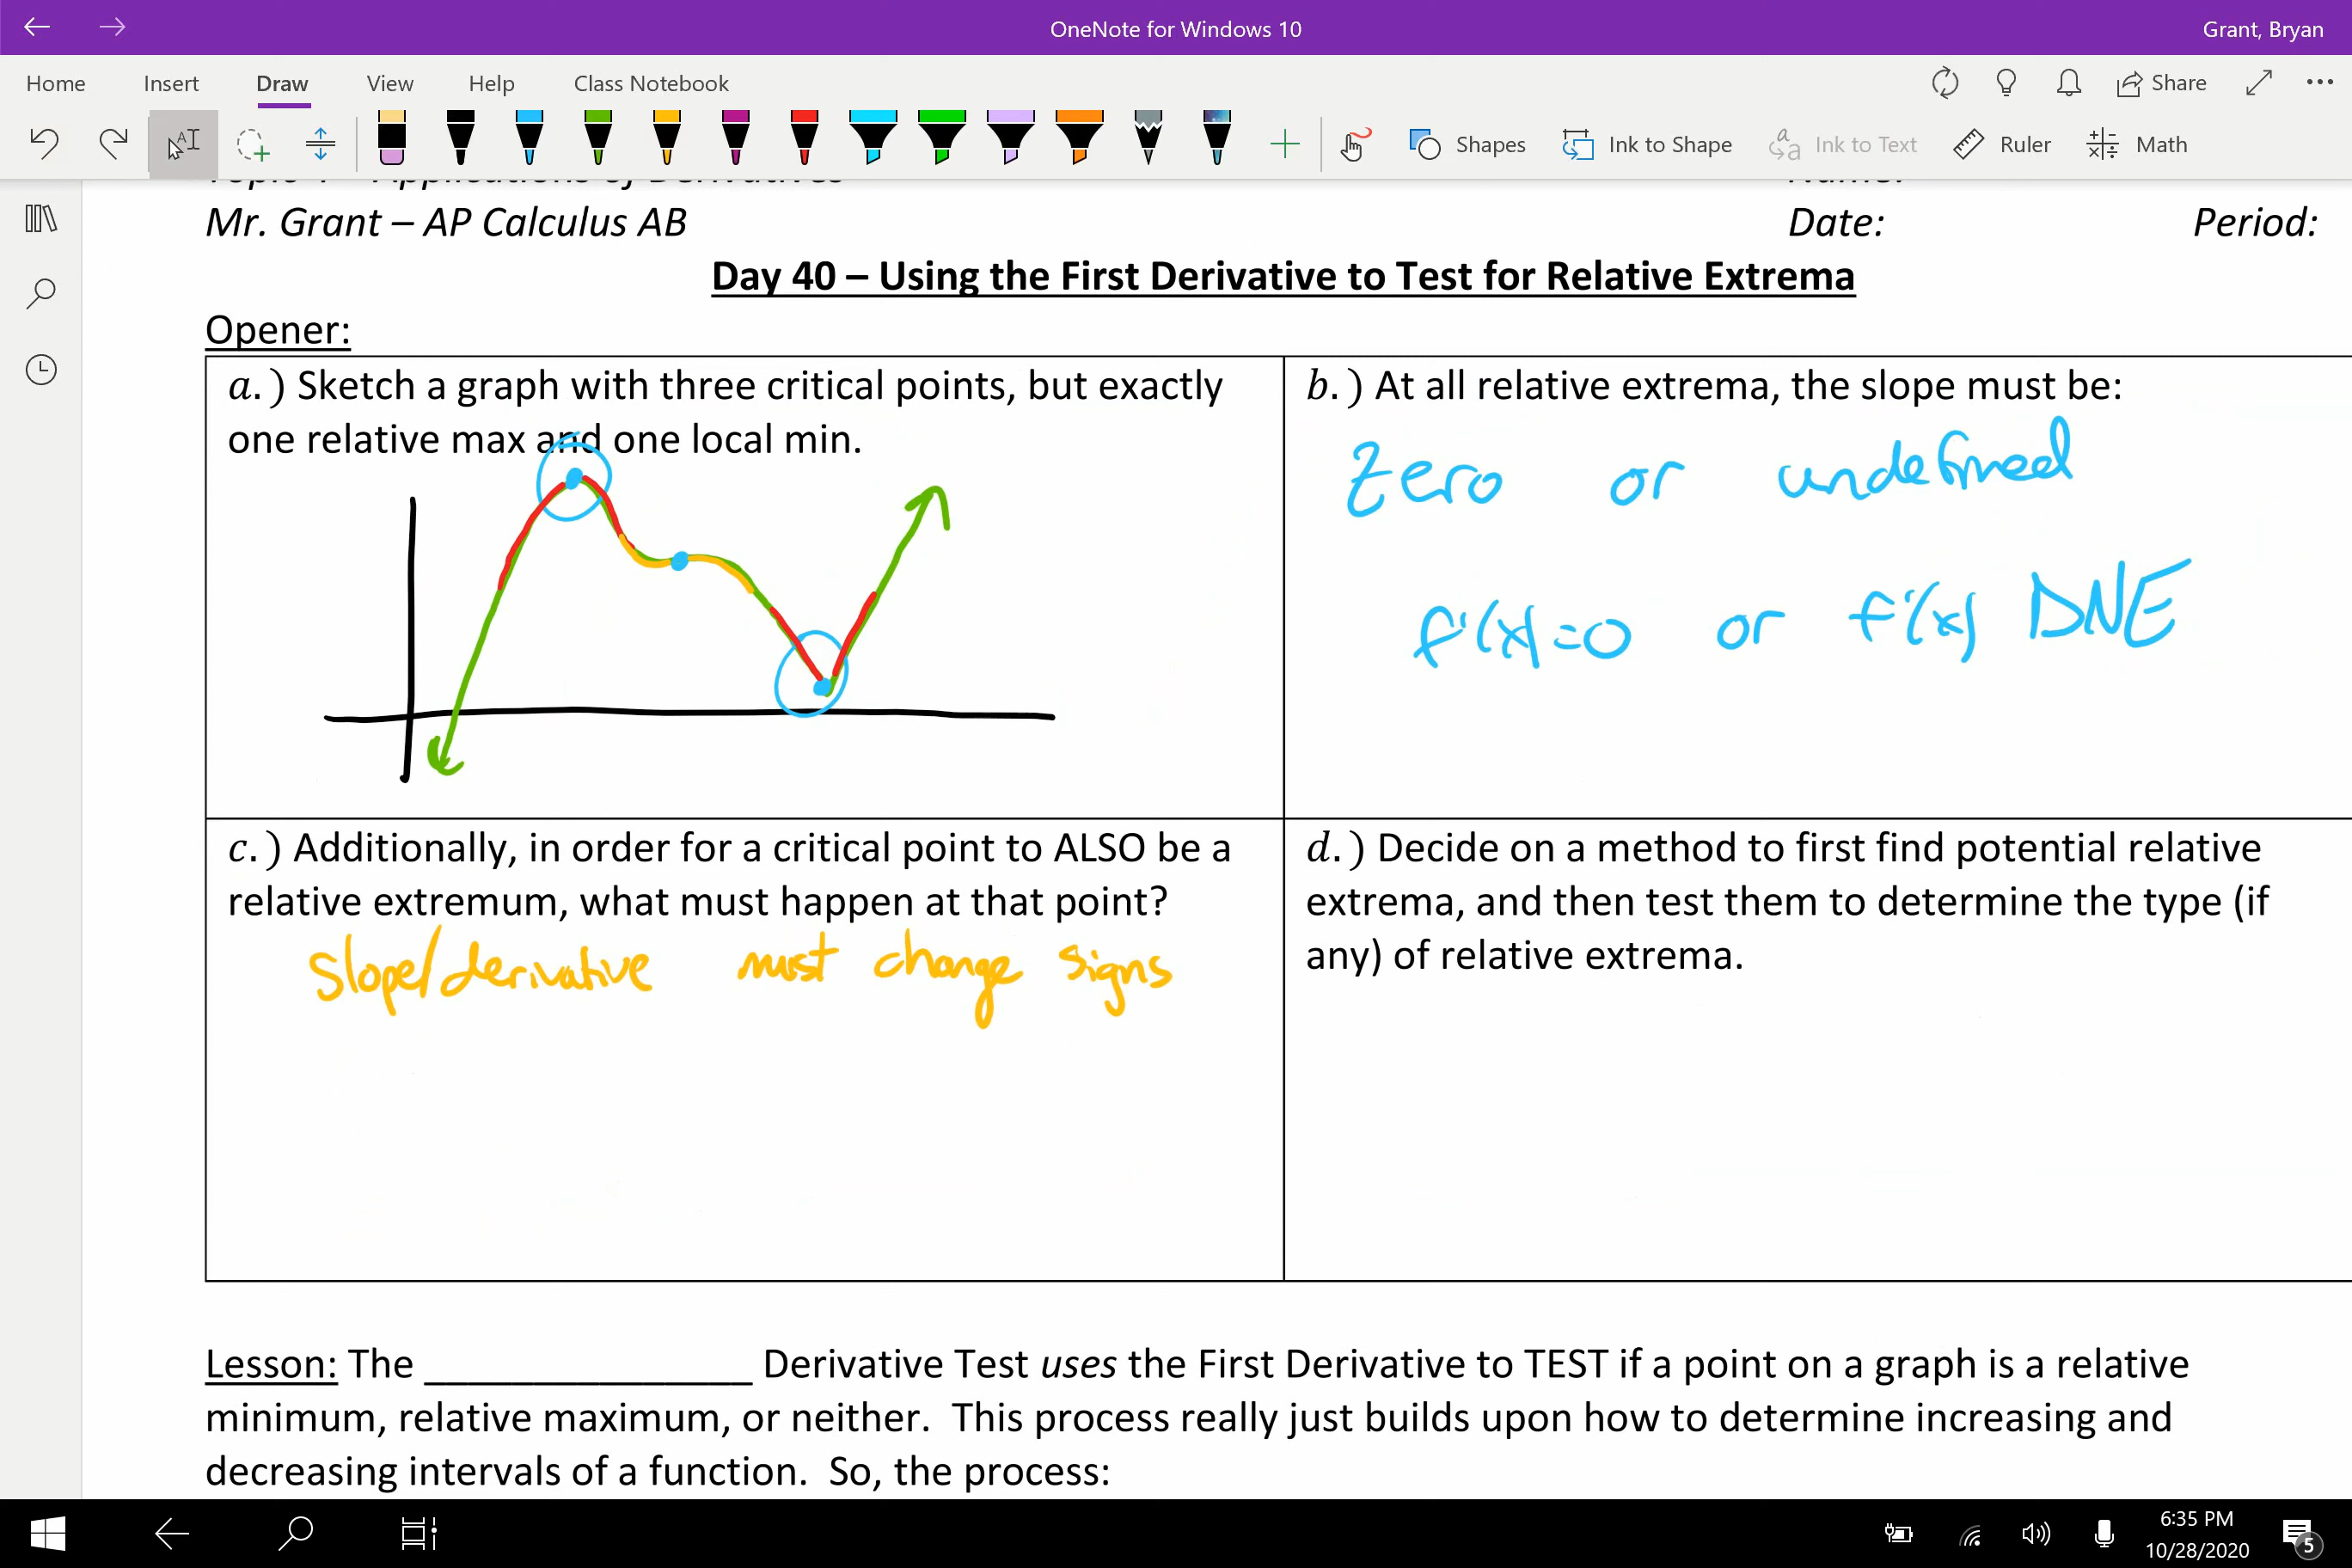 OneNote for Windows 10
Grant, Bryan
Home Insert Draw View Help Class Notebook
Share
Shapes Ink to Shape Ink to Text Ruler Math
Topic 4 – Applications of Derivatives Name:
Mr. Grant – AP Calculus AB Date: Period:
Day 40 – Using the First Derivative to Test for Relative Extrema
Opener:
a.) Sketch a graph with three critical points, but exactly
one relative max and one local min.
b.) At all relative extrema, the slope must be:
zero or undefined
f'(x)=0 or f'(x) DNE
c.) Additionally, in order for a critical point to ALSO be a
relative extremum, what must happen at that point?
slope/derivative must change signs
d.) Decide on a method to first find potential relative
extrema, and then test them to determine the type (if
any) of relative extrema.
Lesson: The _______________ Derivative Test uses the First Derivative to TEST if a point on a graph is a relative
minimum, relative maximum, or neither. This process really just builds upon how to determine increasing and
decreasing intervals of a function. So, the process:
6:35 PM
10/28/2020
5